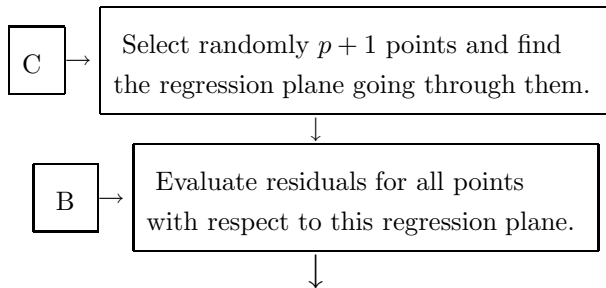 C
Select randomly p + 1 points and find
the regression plane going through them.
B
Evaluate residuals for all points
with respect to this regression plane.